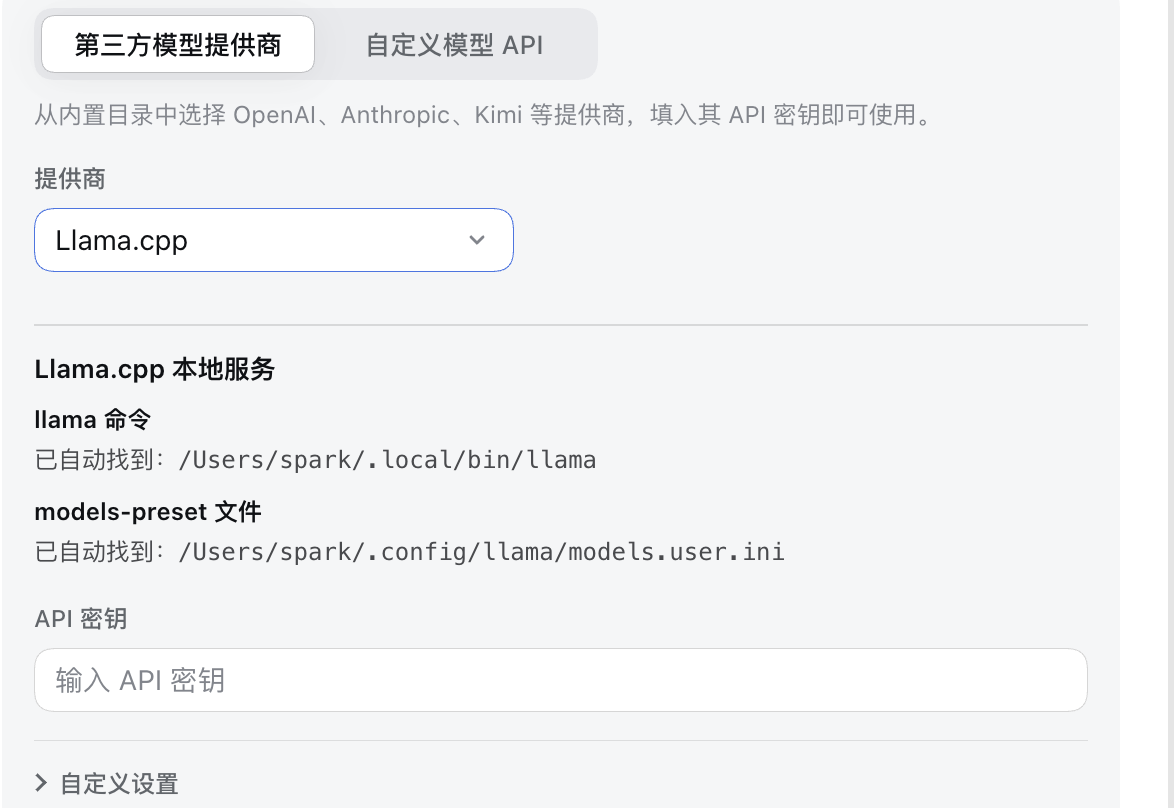 第三方模型提供商 自定义模型 API
从内置目录中选择 OpenAI、Anthropic、Kimi 等提供商，填入其 API 密钥即可使用。
提供商
Llama.cpp
Llama.cpp 本地服务
llama 命令
已自动找到：/Users/spark/.local/bin/llama
models-preset 文件
已自动找到：/Users/spark/.config/llama/models.user.ini
API 密钥
输入 API 密钥
自定义设置